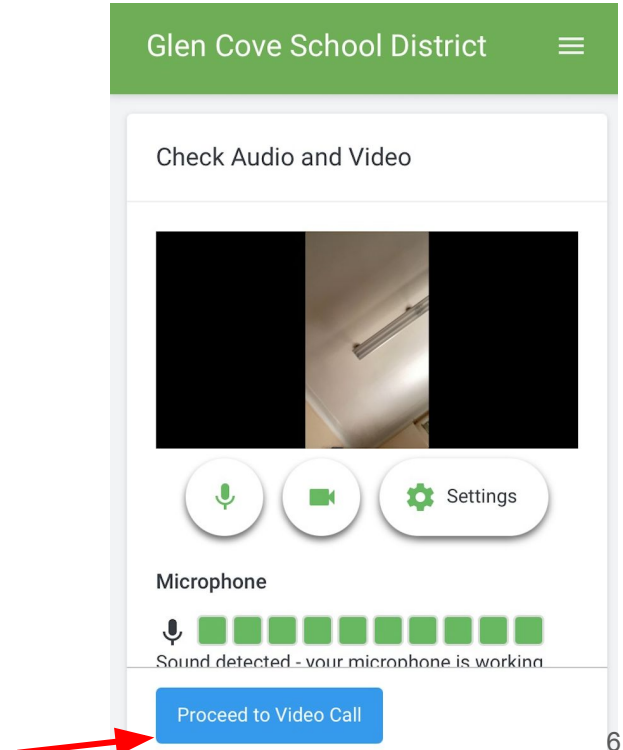 Glen Cove School District
Check Audio and Video
Settings
Microphone
Sound detected - your microphone is working
Proceed to Video Call
6